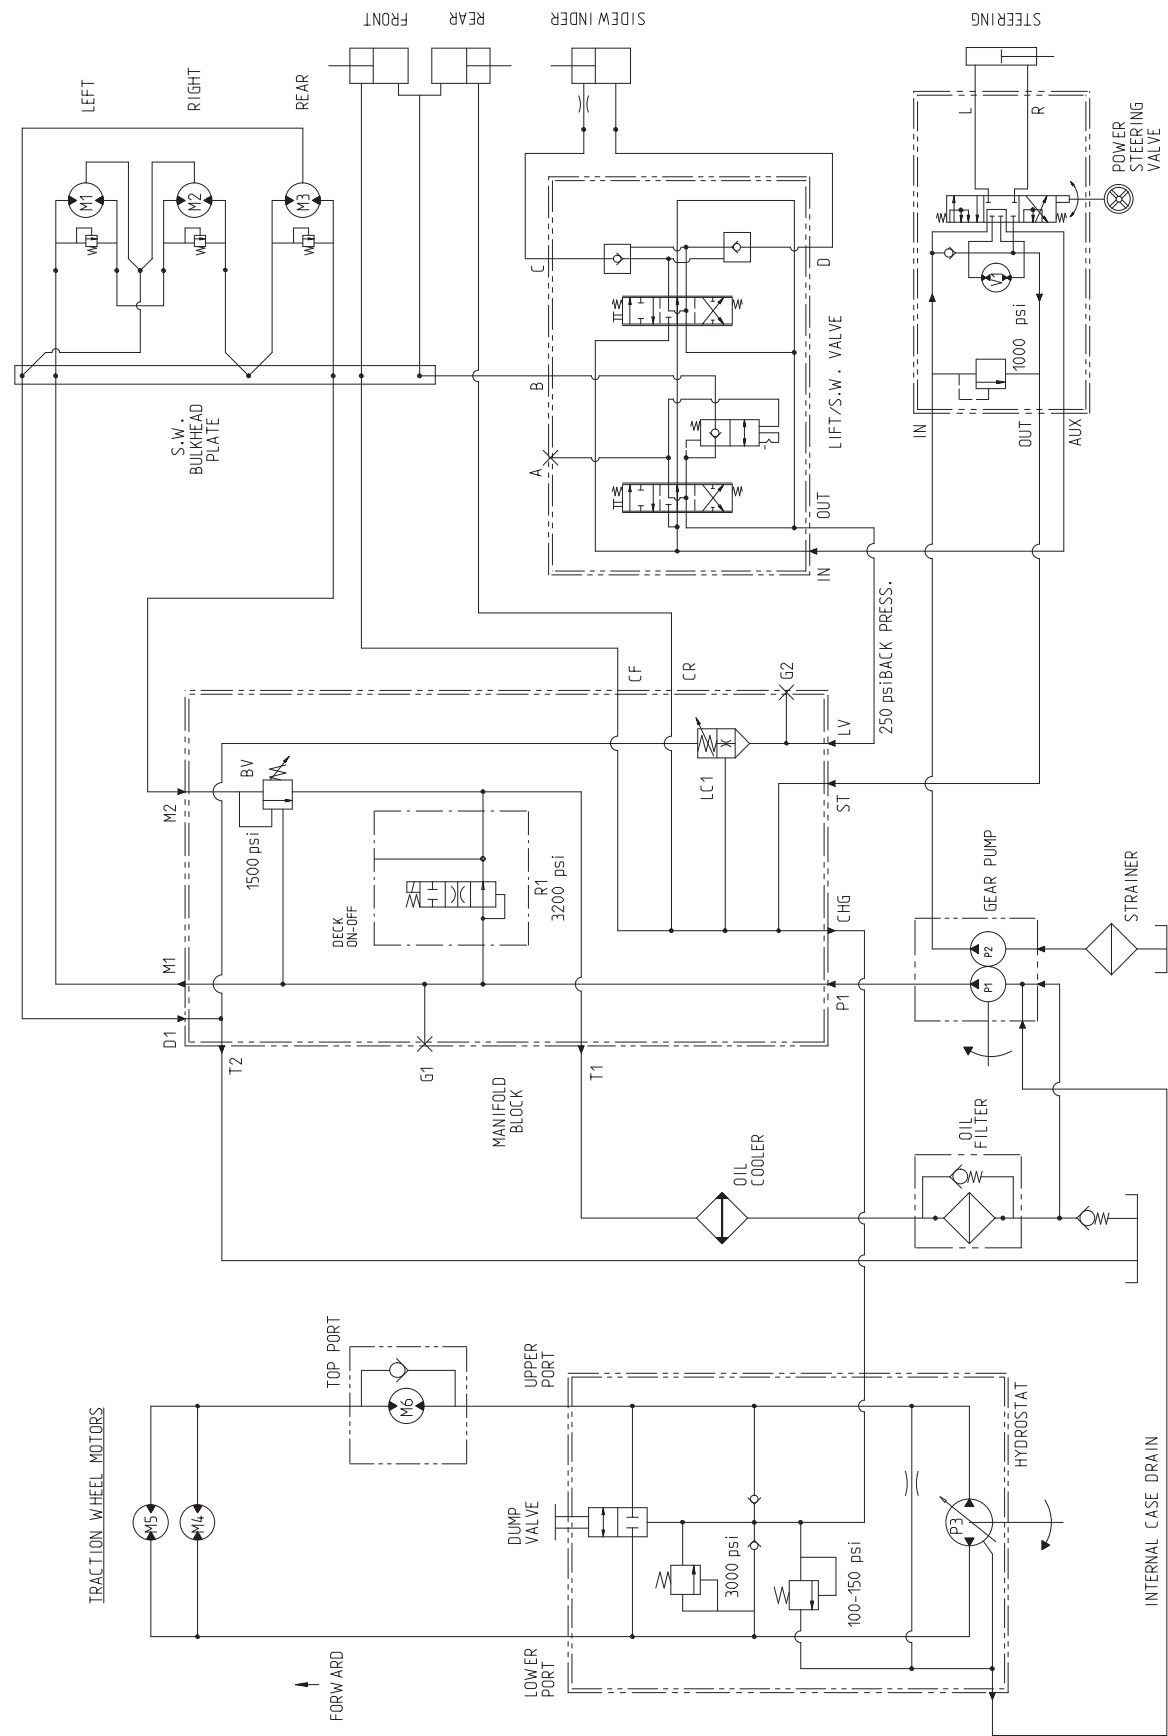 FRONT
REAR
SIDEWINDER
STEERING
LEFT
RIGHT
REAR
M1
M2
M3
L
R
POWER
STEERING
VALVE
C
D
V
1000 psi
S.W.
BULKHEAD
PLATE
B
A
LIFT/S.W. VALVE
IN
OUT
AUX
OUT
IN
250 psi BACK PRESS.
CF
CR
G2
LV
ST
M2
BV
1500 psi
LC1
DECK
ON-OFF
R1
3200 psi
CHG
M1
P1
D1
T2
G1
T1
MANIFOLD
BLOCK
GEAR PUMP
P2
P1
STRAINER
OIL
COOLER
OIL
FILTER
TRACTION WHEEL MOTORS
TOP PORT
M6
M5
M4
UPPER
PORT
HYDROSTAT
DUMP
VALVE
3000 psi
100-150 psi
P3
LOWER
PORT
FORWARD
INTERNAL CASE DRAIN